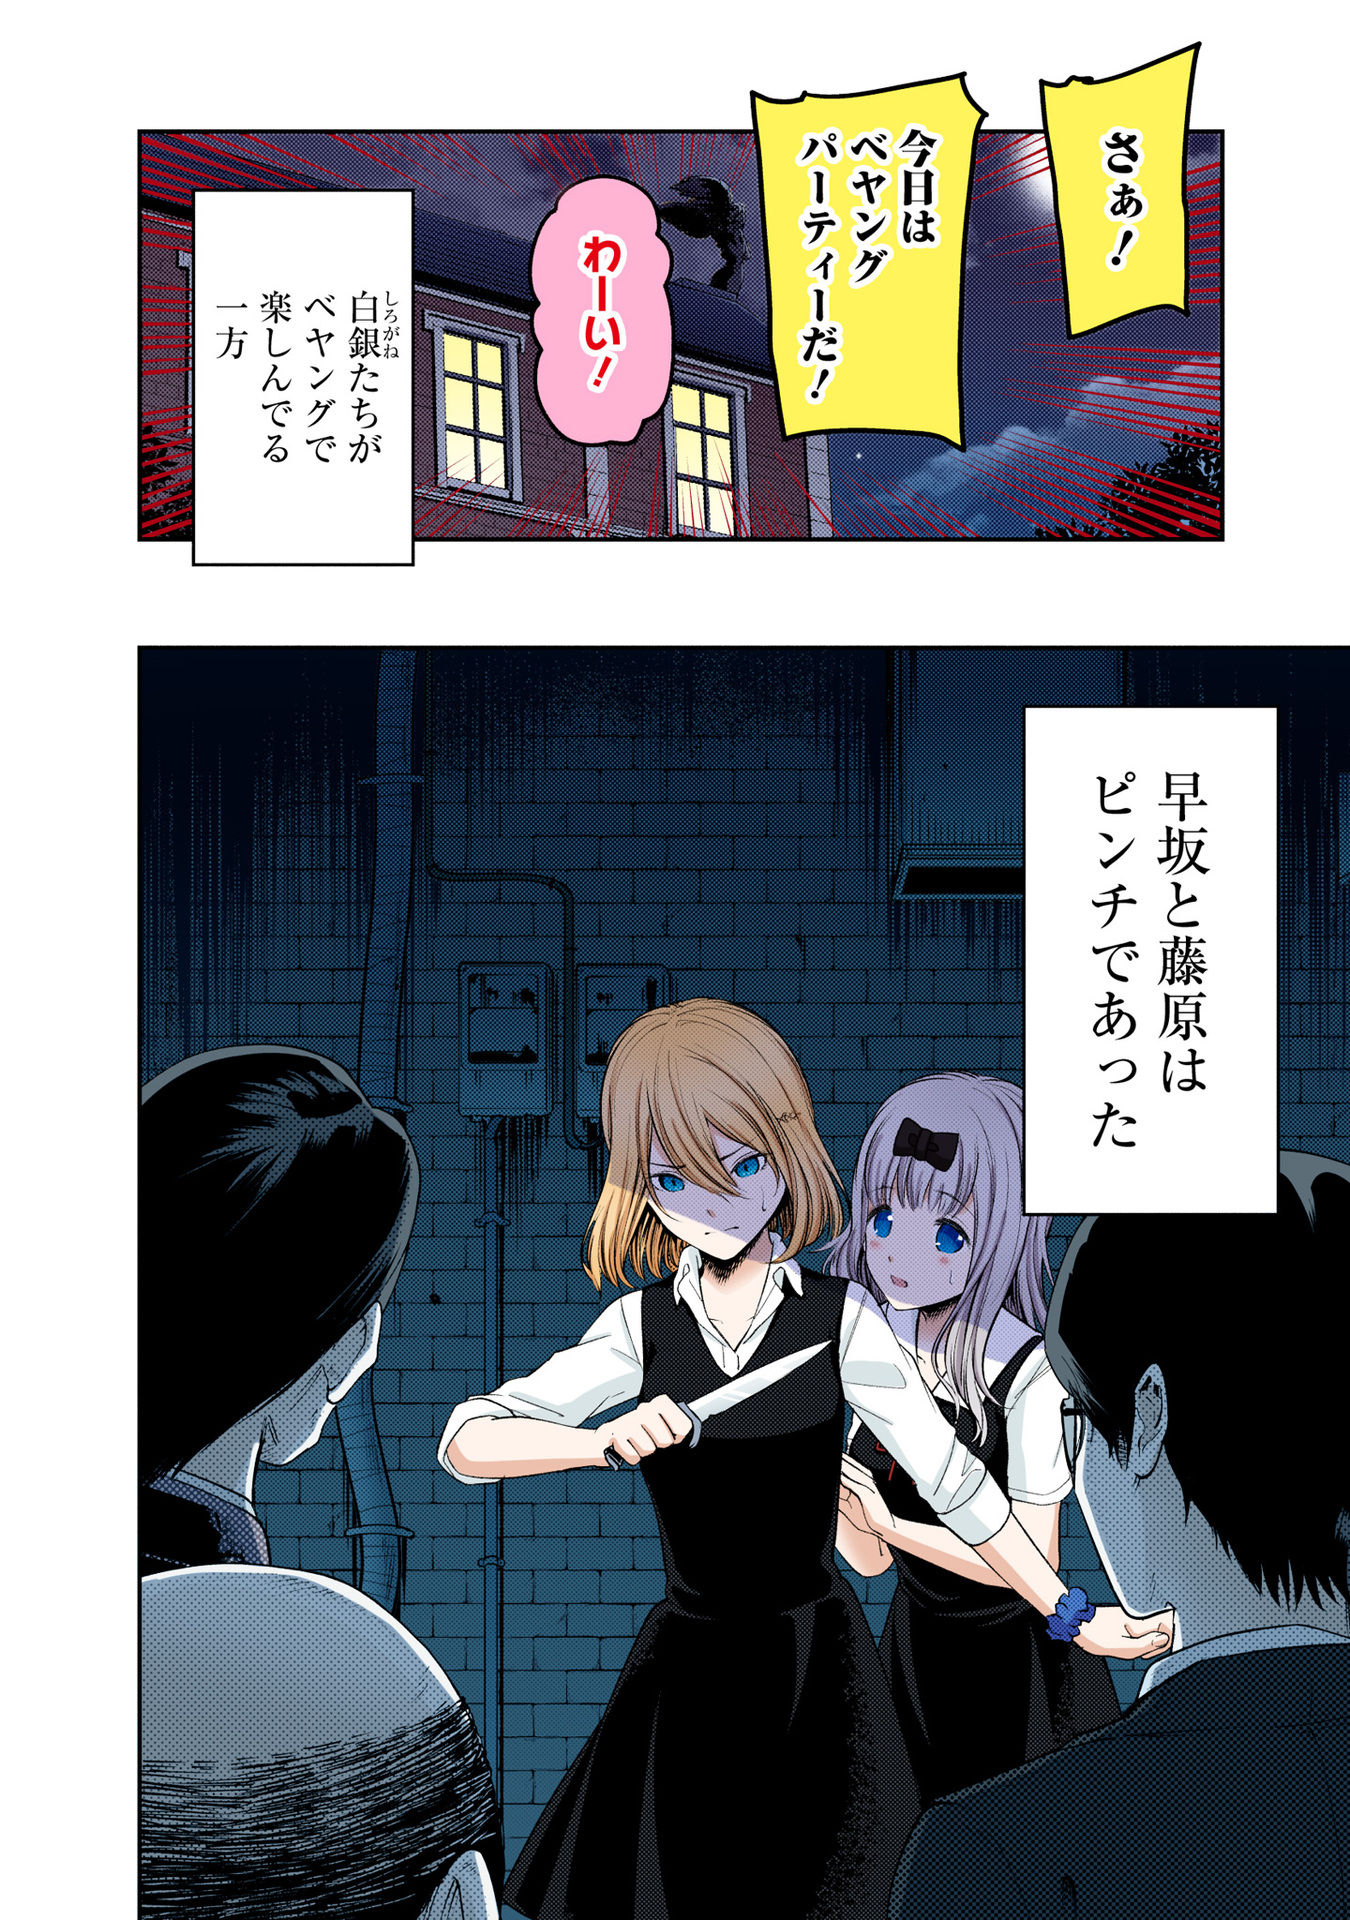 さぁ!
今日は
ベヤング
パーティーだ!
わーい!
白銀たちが
しろがね
ベヤングで
楽しんでる
一方
早坂と藤原は
ピンチであった